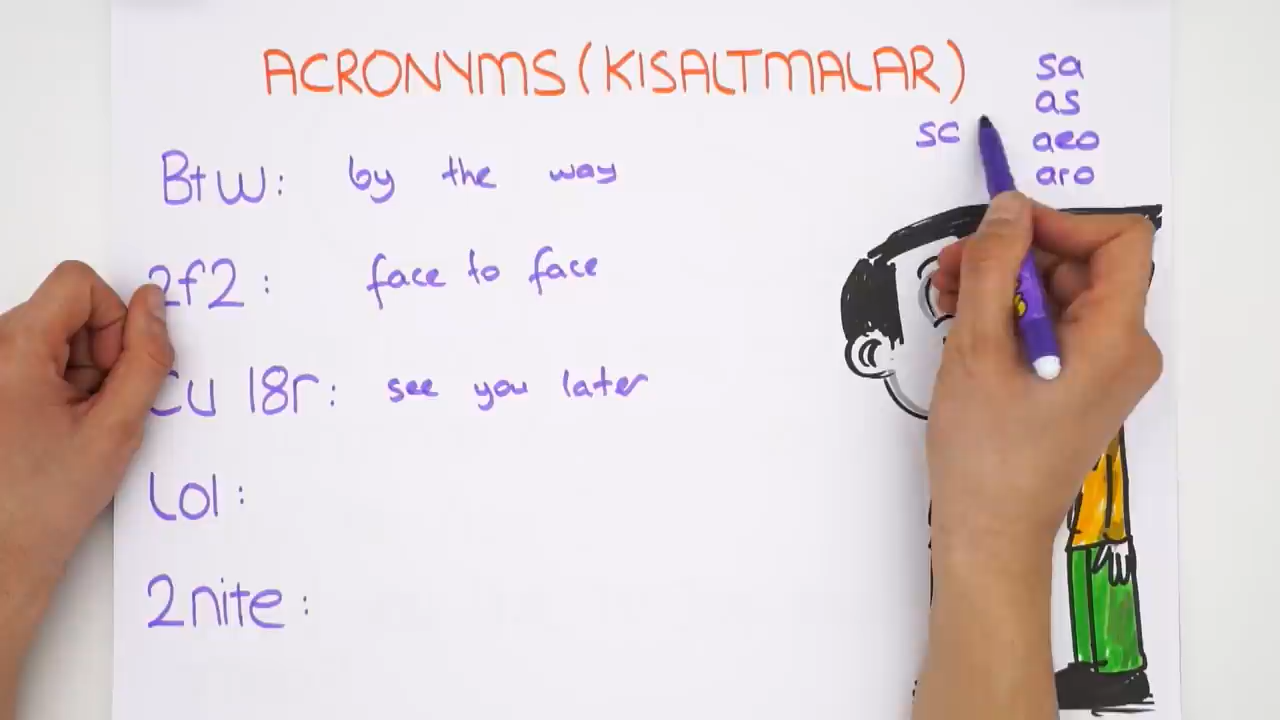 ACRONYMS (KISALTMALAR)
sa
as
sc
aeo
aro
Btw: by the way
2f2: face to face
cu l8r: see you later
Lol:
2nite: